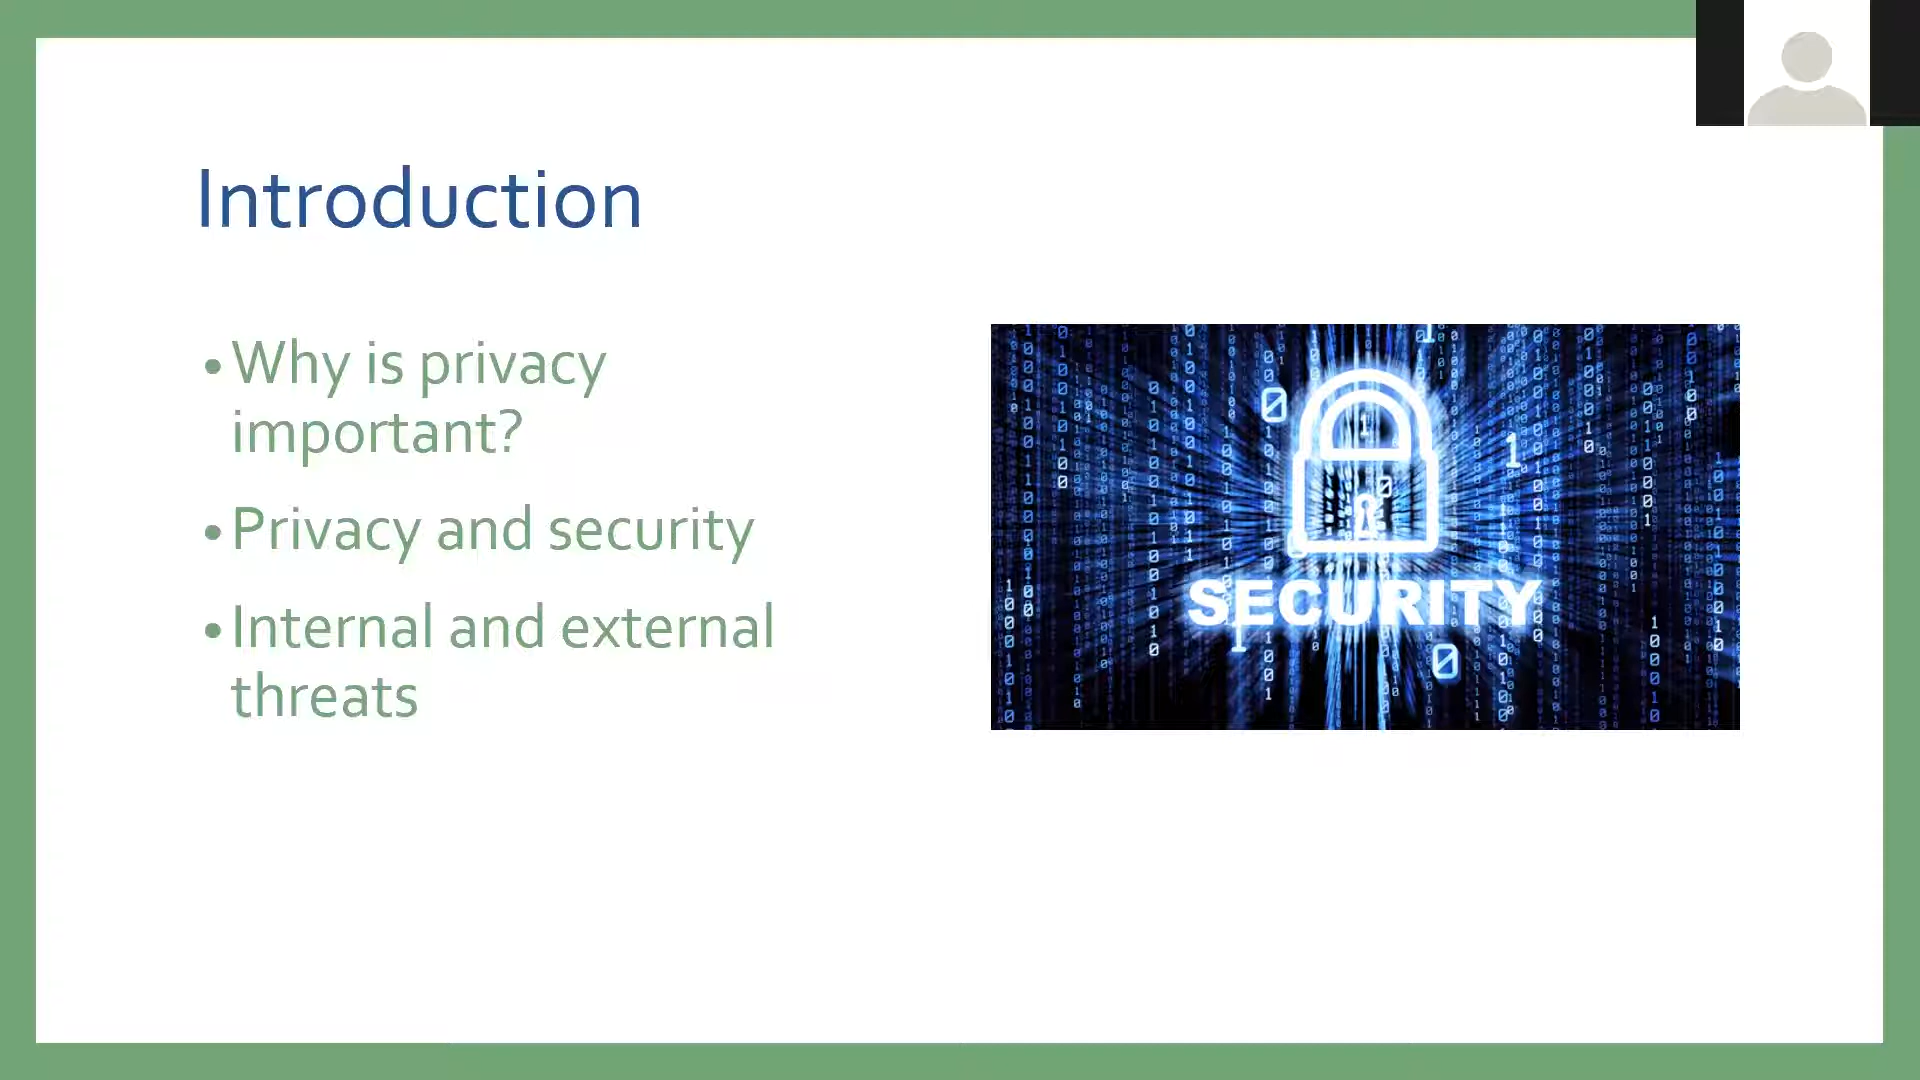 Introduction
• Why is privacy
important?
• Privacy and security
• Internal and external
threats
SECURITY